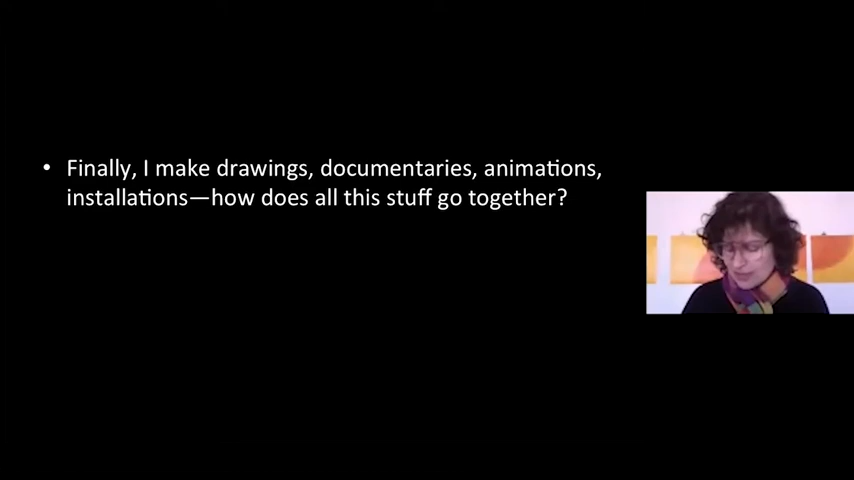 • Finally, I make drawings, documentaries, animations,
installations—how does all this stuff go together?